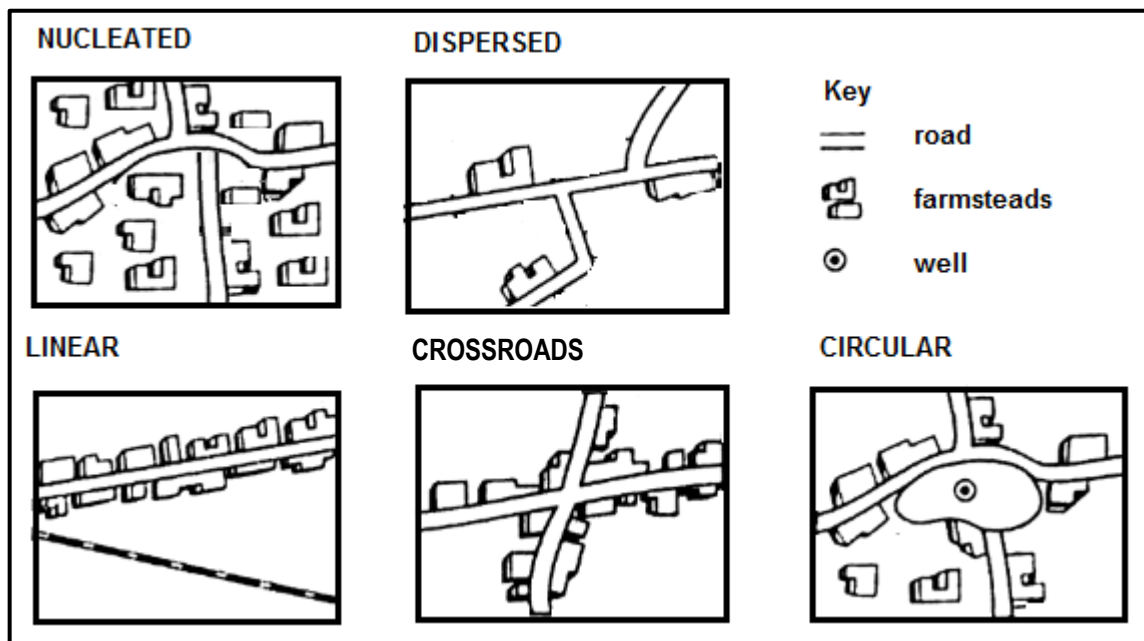 NUCLEATED
DISPERSED
Key
road
farmsteads
well
LINEAR
CROSSROADS
CIRCULAR